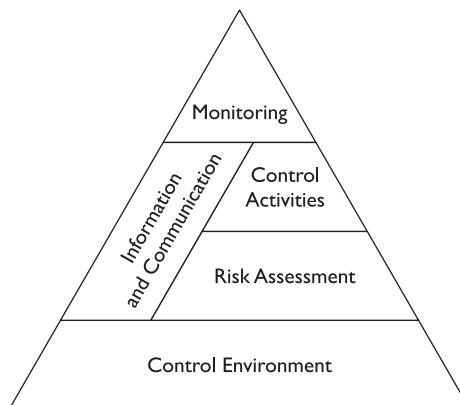 Monitoring
Information
and Communication
Control
Activities
Risk Assessment
Control Environment